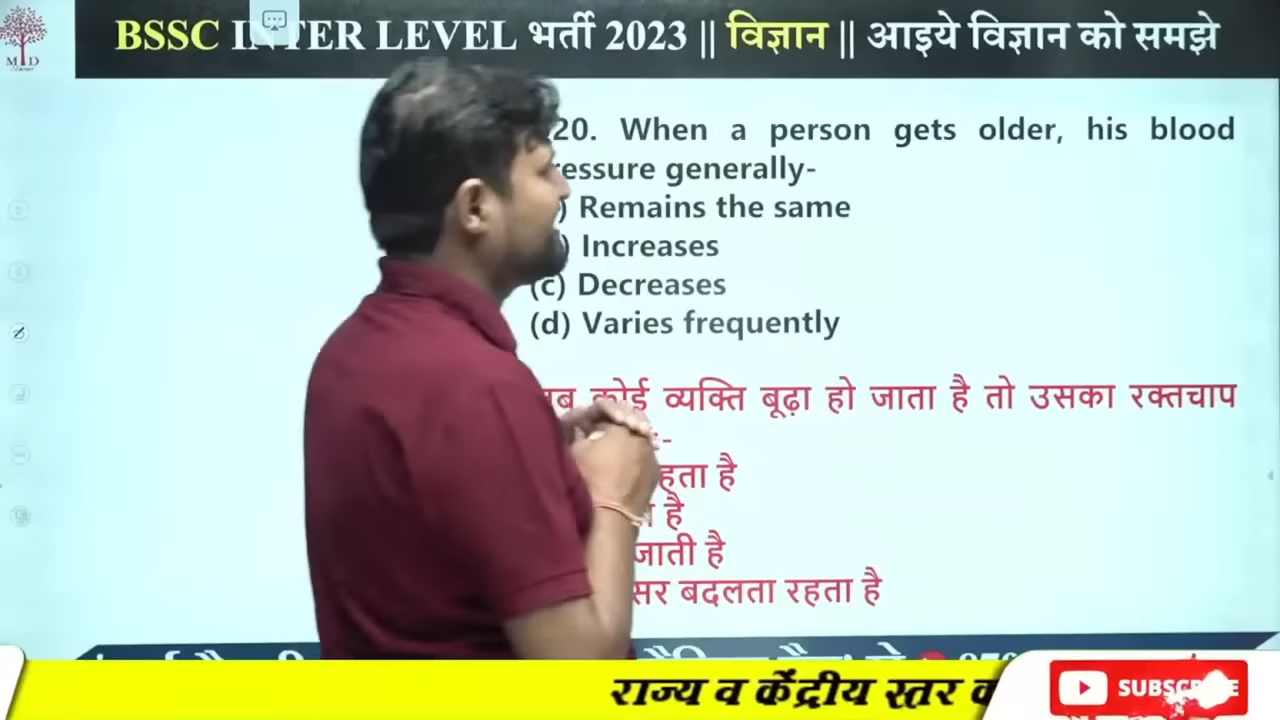 BSSC INTER LEVEL भर्ती 2023 || विज्ञान || आइये विज्ञान को समझे
M D
20. When a person gets older, his blood
ressure generally-
) Remains the same
) Increases
(c) Decreases
(d) Varies frequently
कोई व्यक्ति बूढ़ा हो जाता है तो उसका रक्तचाप
हता है
है
जाती है
सर बदलता रहता है
राज्य व केंद्रीय स्तर
SUBSCRIBE